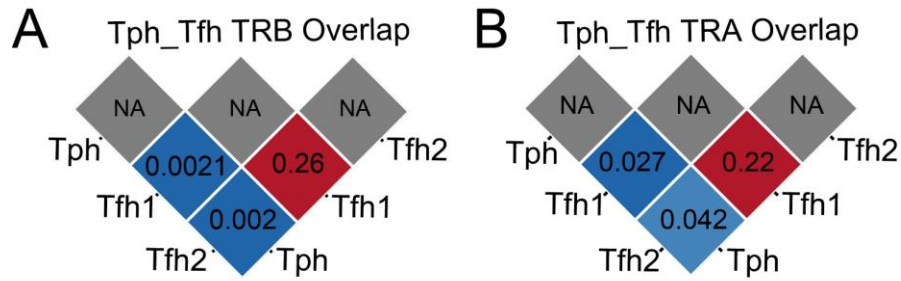 A
Tph_Tfh TRB Overlap
NA NA NA
Tph Tfh2
0.0021 0.26
Tfh1 Tfh1
0.002
Tfh2 Tph
B
Tph_Tfh TRA Overlap
NA NA NA
Tph Tfh2
0.027 0.22
Tfh1 Tfh1
0.042
Tfh2 Tph